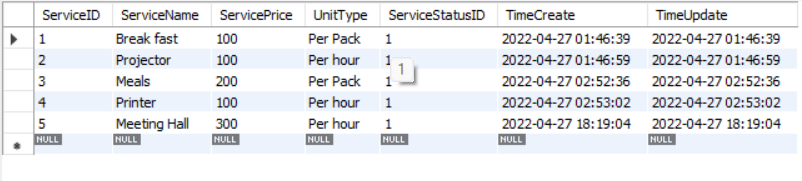 ServiceID ServiceName ServicePrice UnitType ServiceStatusID TimeCreate TimeUpdate
1 Break fast 100 Per Pack 1 2022-04-27 01:46:39 2022-04-27 01:46:39
2 Projector 100 Per hour 1 2022-04-27 01:46:59 2022-04-27 01:46:59
1
3 Meals 200 Per Pack 1 2022-04-27 02:52:36 2022-04-27 02:52:36
4 Printer 100 Per hour 1 2022-04-27 02:53:02 2022-04-27 02:53:02
5 Meeting Hall 300 Per hour 1 2022-04-27 18:19:04 2022-04-27 18:19:04
NULL NULL NULL NULL NULL NULL NULL